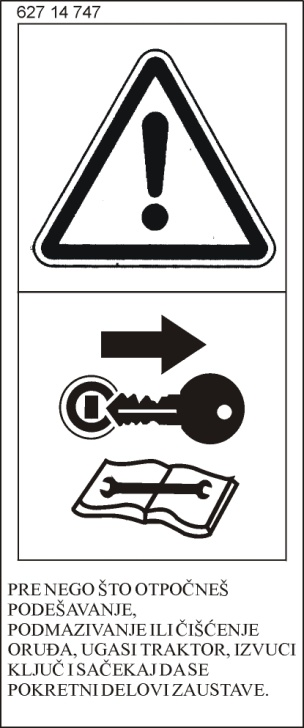 627 14 747
PRE NEGO ŠTO OTPOČNEŠ
PODEŠAVANJE,
PODMAZIVANJE ILI ČIŠĆENJE
ORUĐA, UGASI TRAKTOR, IZVUCI
KLJUČ I SAČEKAJ DA SE
POKRETNI DELOVI ZAUSTAVE.